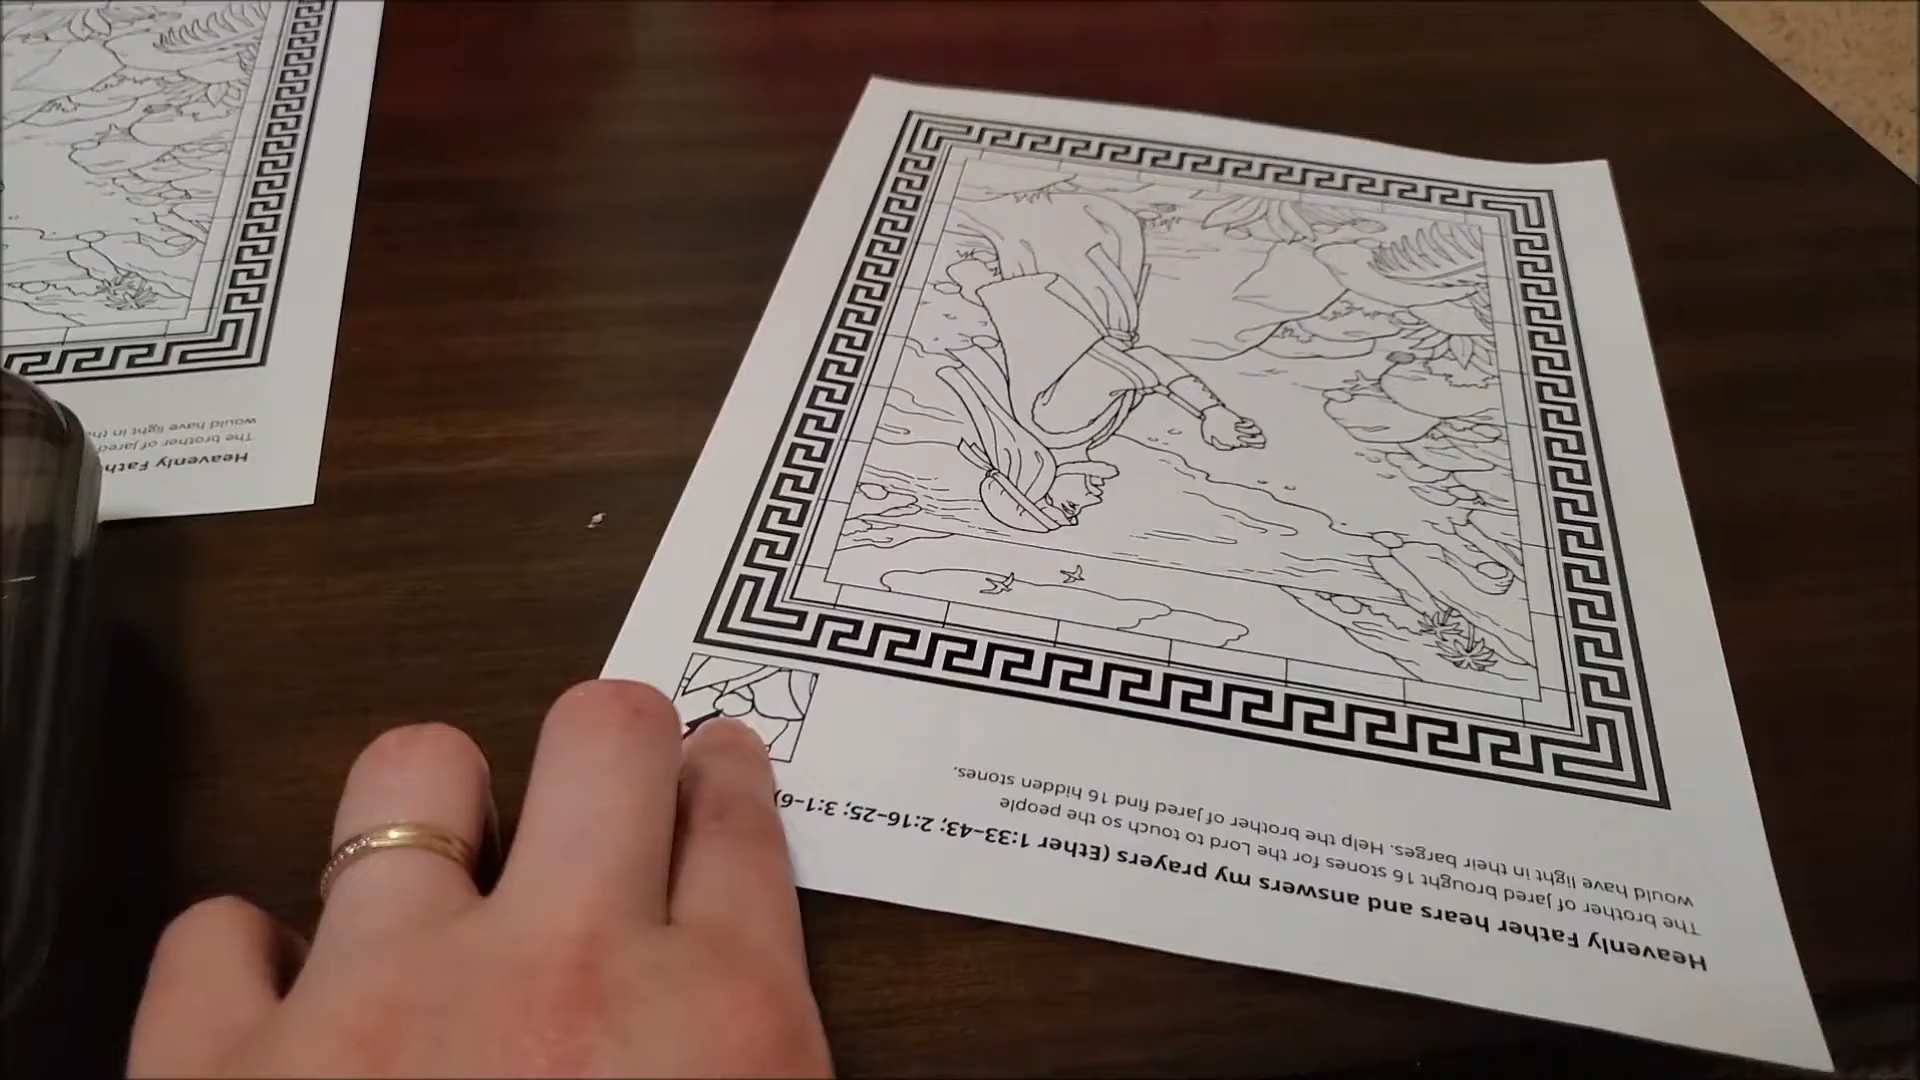 Heavenly Father hears and answers my prayers (Ether 1:33–43; 2:16–25; 3:1–6)
The brother of Jared brought 16 stones for the Lord to touch so the people
would have light in their barges. Help the brother of Jared find 16 hidden stones.
Heavenly Fath
The brother of Jared
would have light in the